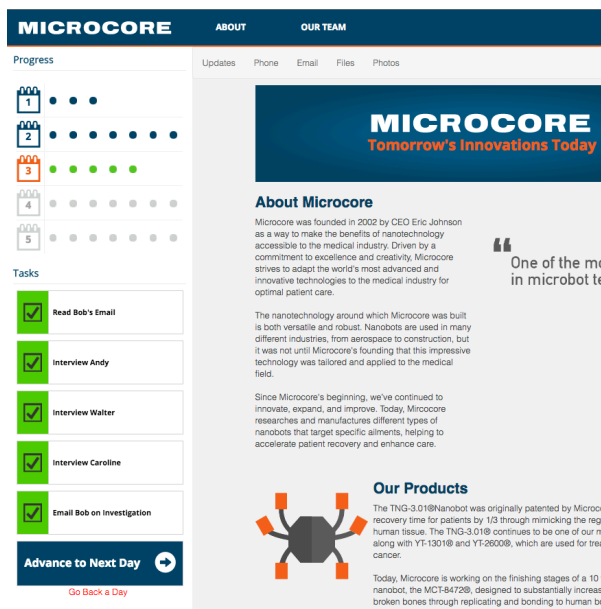 MICROCORE
ABOUT
OUR TEAM
Progress
Updates
Phone
Email
Files
Photos
1
2
3
4
5
Tasks
Read Bob's Email
Interview Andy
Interview Walter
Interview Caroline
Email Bob on Investigation
Advance to Next Day
Go Back a Day
MICROCORE
Tomorrow's Innovations Today
About Microcore
Microcore was founded in 2002 by CEO Eric Johnson
as a way to make the benefits of nanotechnology
accessible to the medical industry. Driven by a
commitment to excellence and creativity, Microcore
strives to adapt the world's most advanced and
innovative technologies to the medical industry for
optimal patient care.
The nanotechnology around which Microcore was built
is both versatile and robust. Nanobots are used in many
different industries, from aerospace to construction, but
it was not until Microcore's founding that this impressive
technology was tailored and applied to the medical
field.
Since Microcore's beginning, we've continued to
innovate, expand, and improve. Today, Mircocore
researches and manufactures different types of
nanobots that target specific ailments, helping to
accelerate patient recovery and enhance care.
“
One of the mo
in microbot te
Our Products
The TNG-3.01®Nanobot was originally patented by Microco
recovery time for patients by 1/3 through mimicking the reg
human tissue. The TNG-3.01® continues to be one of our m
along with YT-1301® and YT-2600®, which are used for trea
cancer.
Today, Microcore is working on the finishing stages of a 10
nanobot, the MCT-8472®, designed to substantially increas
broken bones through replicating and bonding to human b